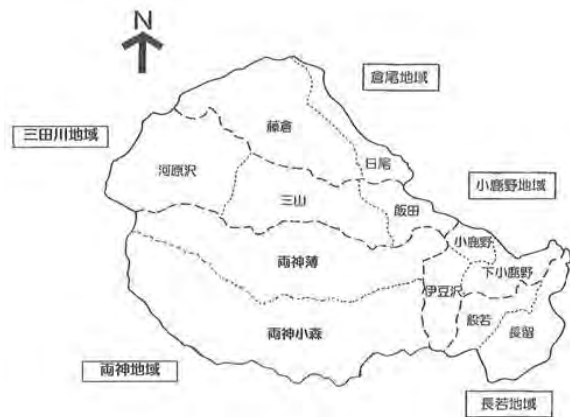 N
倉尾地域
三田川地域
藤倉
河原沢
日尾
小鹿野地域
三山
飯田
小鹿野
両神薄
下小鹿野
伊豆沢
般若
両神小森
長留
両神地域
長若地域